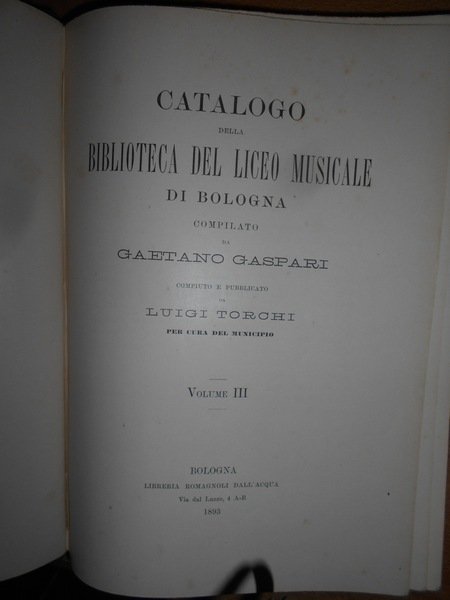 CATALOGO
DELLA
BIBLIOTECA DEL LICEO MUSICALE
DI BOLOGNA
COMPILATO
DA
GAETANO GASPARI
COMPIUTO E PUBBLICATO
DA
LUIGI TORCHI
PER CURA DEL MUNICIPIO
VOLUME III
BOLOGNA
LIBRERIA ROMAGNOLI DALL'ACQUA
Via dal Luzzo, 4 A-B
1893